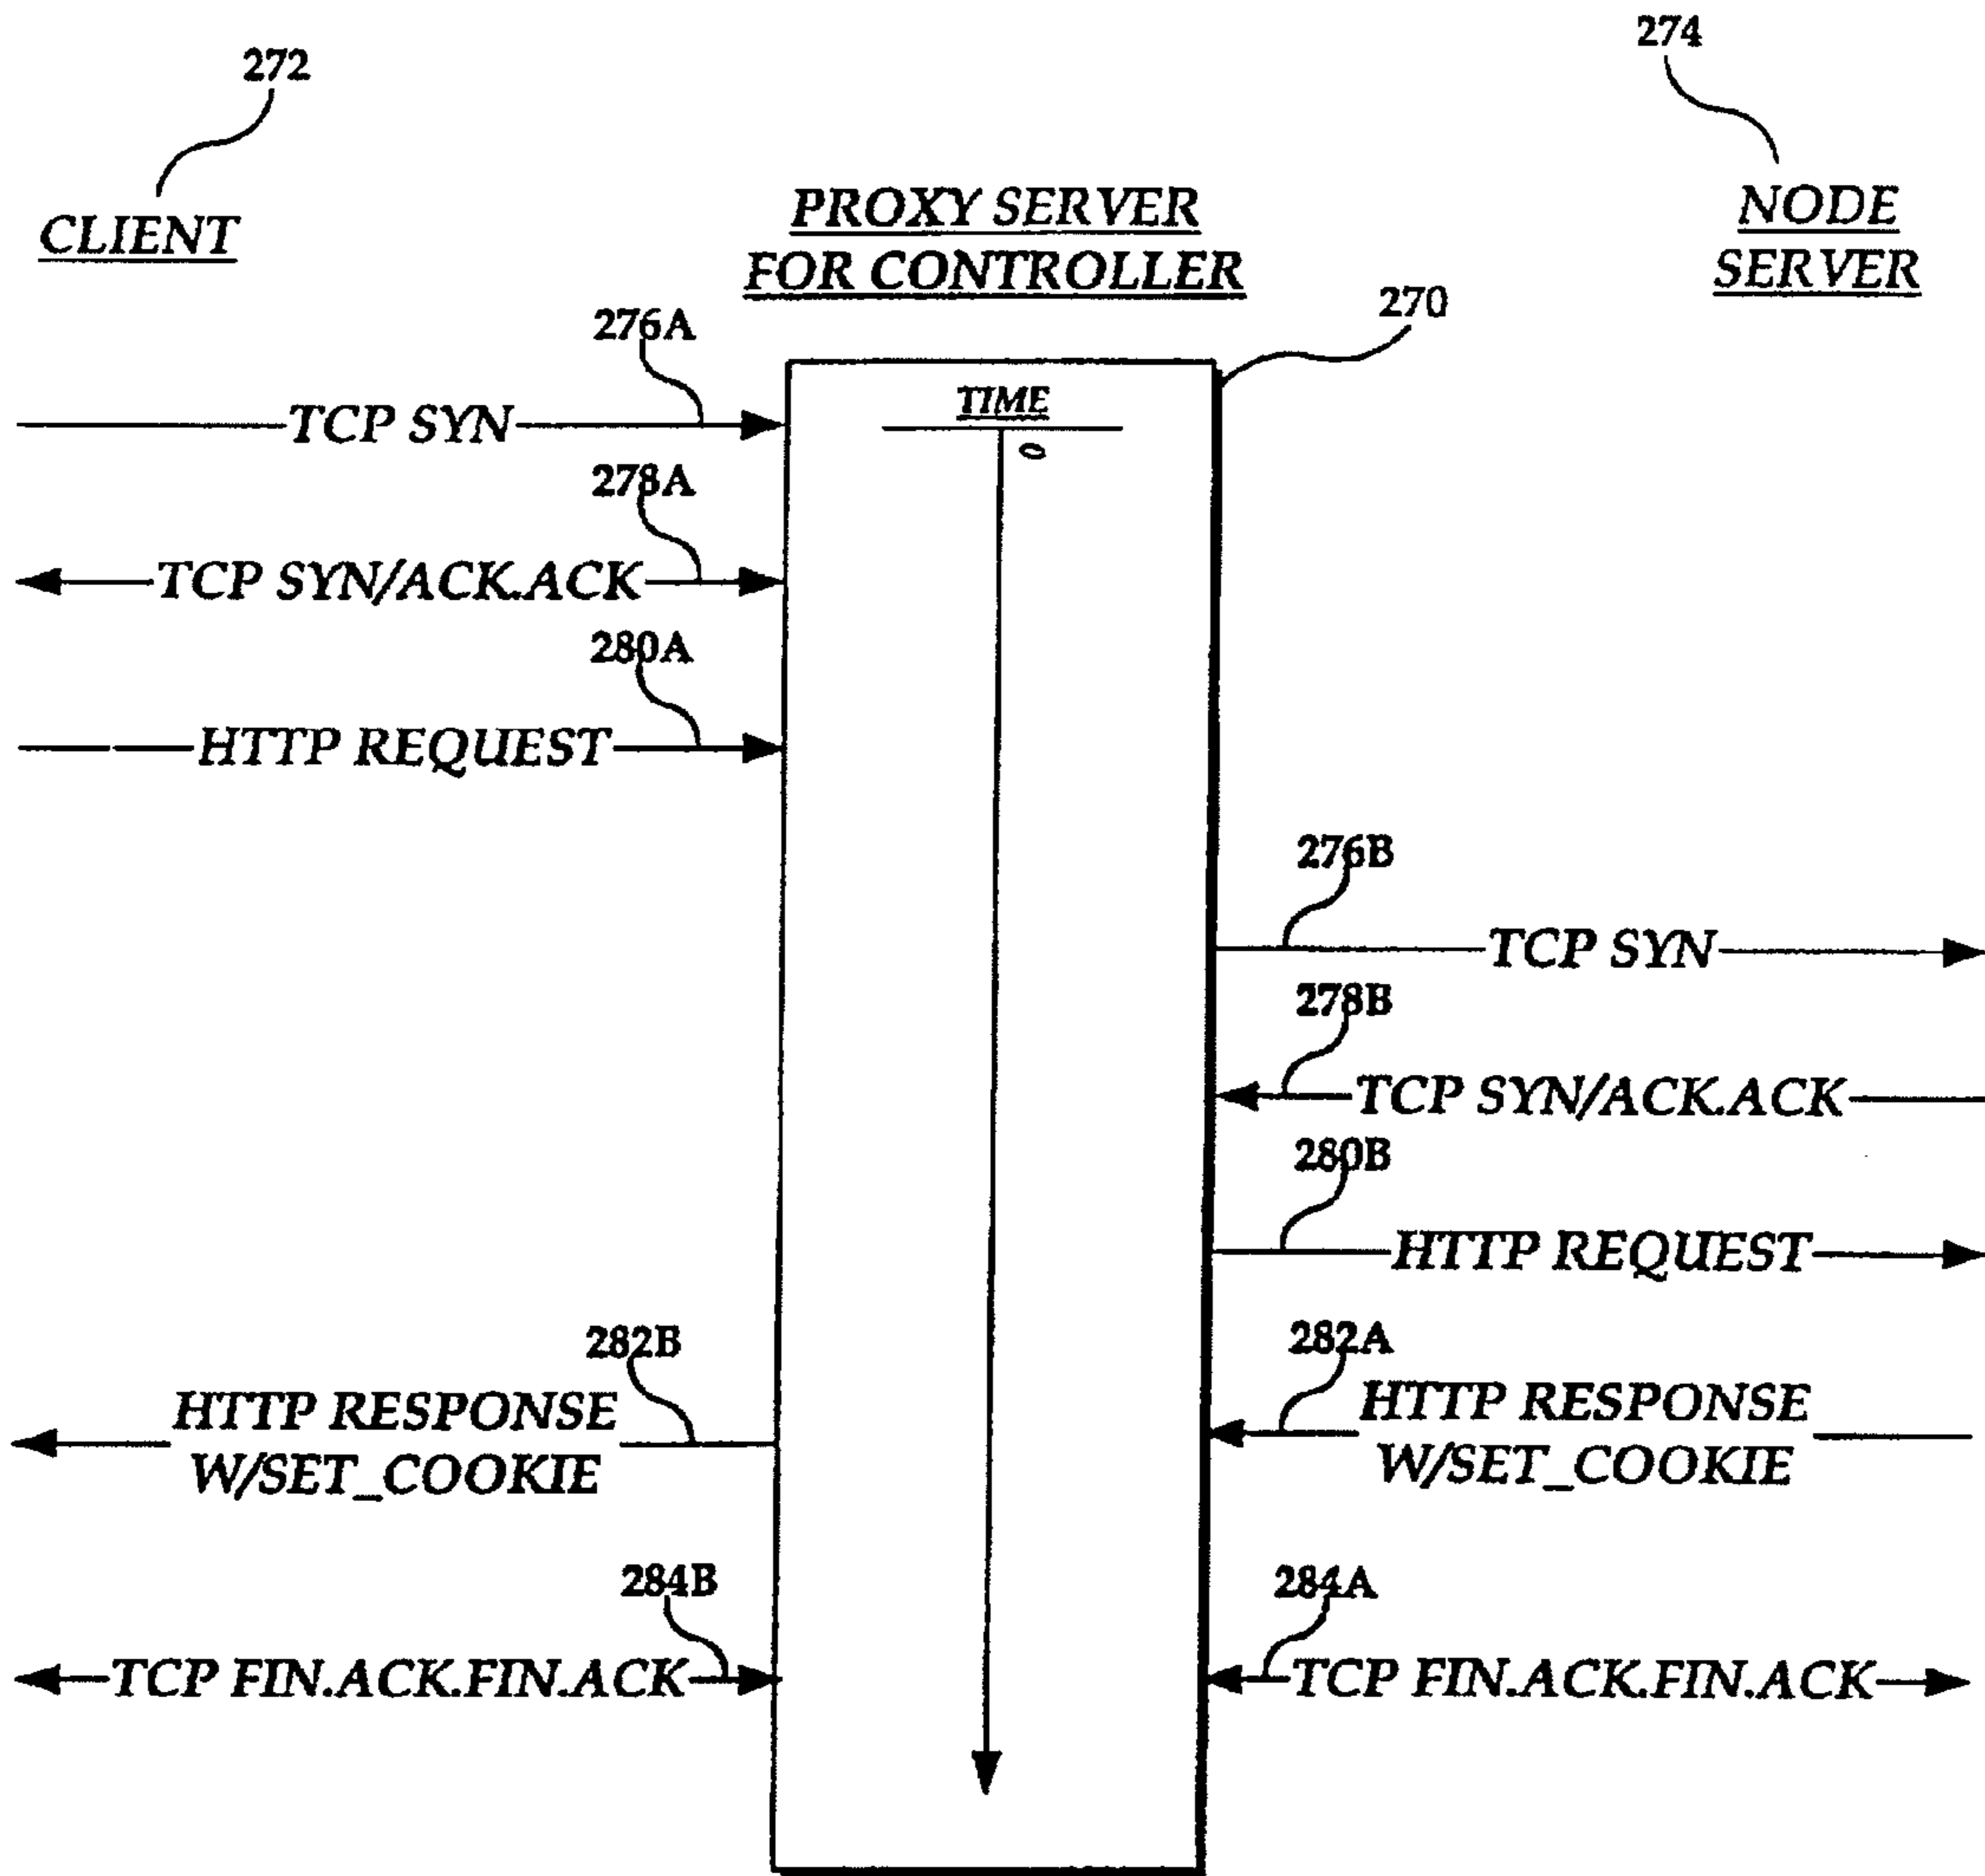 272
274
CLIENT
PROXY SERVER
FOR CONTROLLER
NODE
SERVER
270
276A
TCP SYN
TIME
0
278A
TCP SYN/ACK.ACK
280A
HTTP REQUEST
276B
TCP SYN
278B
TCP SYN/ACK.ACK
280B
HTTP REQUEST
282B
HTTP RESPONSE
W/SET_COOKIE
282A
HTTP RESPONSE
W/SET_COOKIE
284B
TCP FIN.ACK.FIN.ACK
284A
TCP FIN.ACK.FIN.ACK